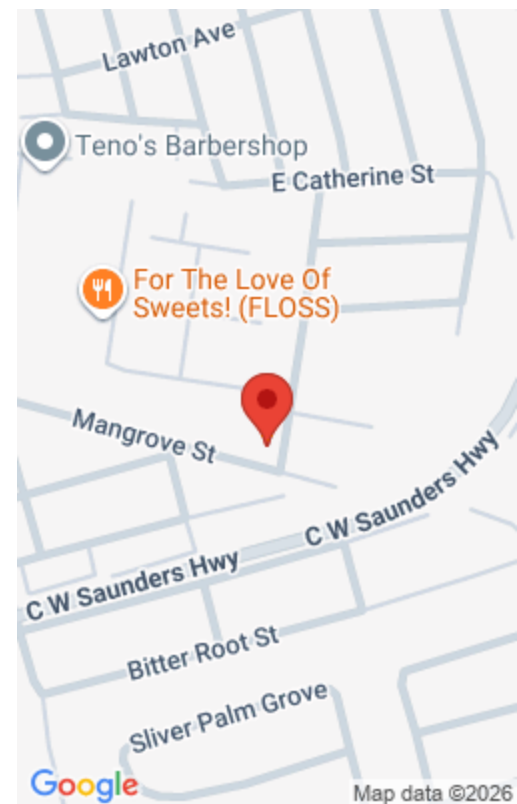 Lawton Ave
Teno's Barbershop
E Catherine St
For The Love Of
Sweets! (FLOSS)
Mangrove St
C W Saunders Hwy
C W Saunders Hwy
Bitter Root St
Sliver Palm Grove
Google
Map data ©2026